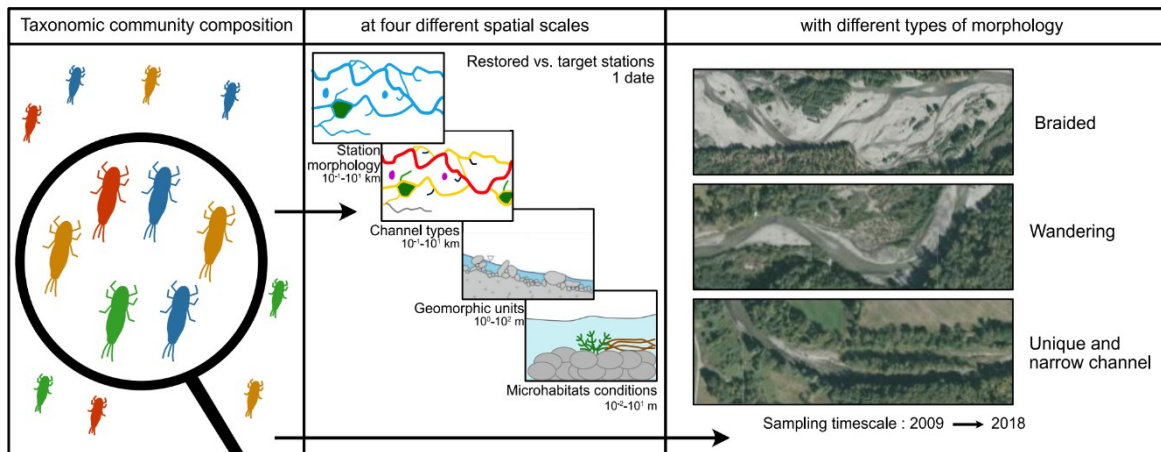 Taxonomic community composition
at four different spatial scales
with different types of morphology
Restored vs. target stations
1 date
Station
morphology
10⁻¹-10¹ km
Channel types
10⁻¹-10¹ km
Geomorphic units
10⁰-10² m
Microhabitats conditions
10⁻²-10¹ m
Braided
Wandering
Unique and
narrow channel
Sampling timescale : 2009 → 2018